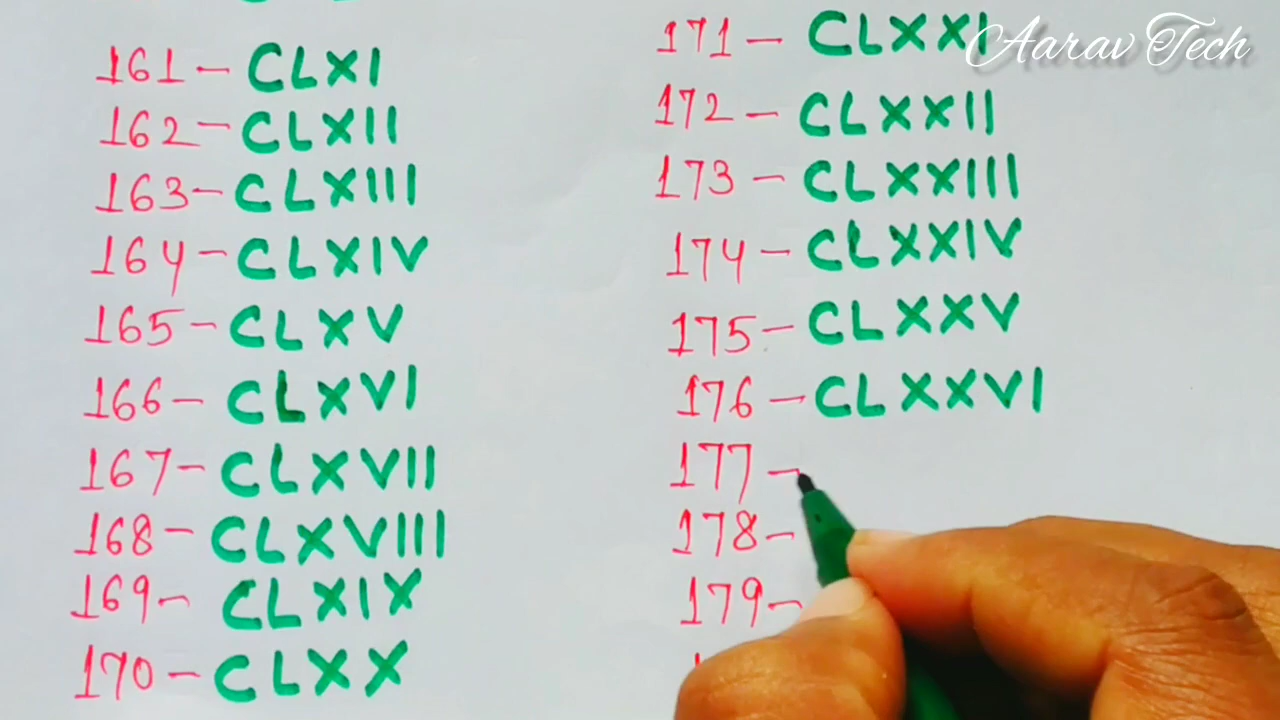 161 - CLXI
162 - CLXII
163 - CLXIII
164 - CLXIV
165 - CLXV
166 - CLXVI
167 - CLXVII
168 - CLXVIII
169 - CLXIX
170 - CLXX
171 - CLXXI
172 - CLXXII
173 - CLXXIII
174 - CLXXIV
175 - CLXXV
176 - CLXXVI
177 -
178 -
179 -
Aarav Tech